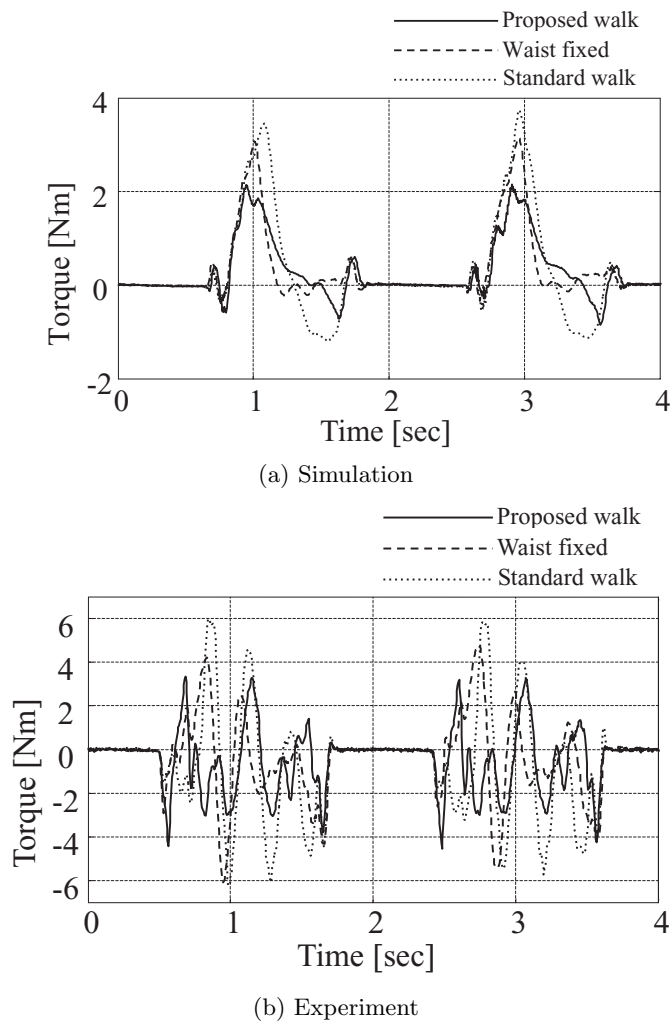 Proposed walk
Waist fixed
Standard walk
4
2
0
-2
Torque [Nm]
0 1 2 3 4
Time [sec]
(a) Simulation
Proposed walk
Waist fixed
Standard walk
6
4
2
0
-2
-4
-6
Torque [Nm]
0 1 2 3 4
Time [sec]
(b) Experiment